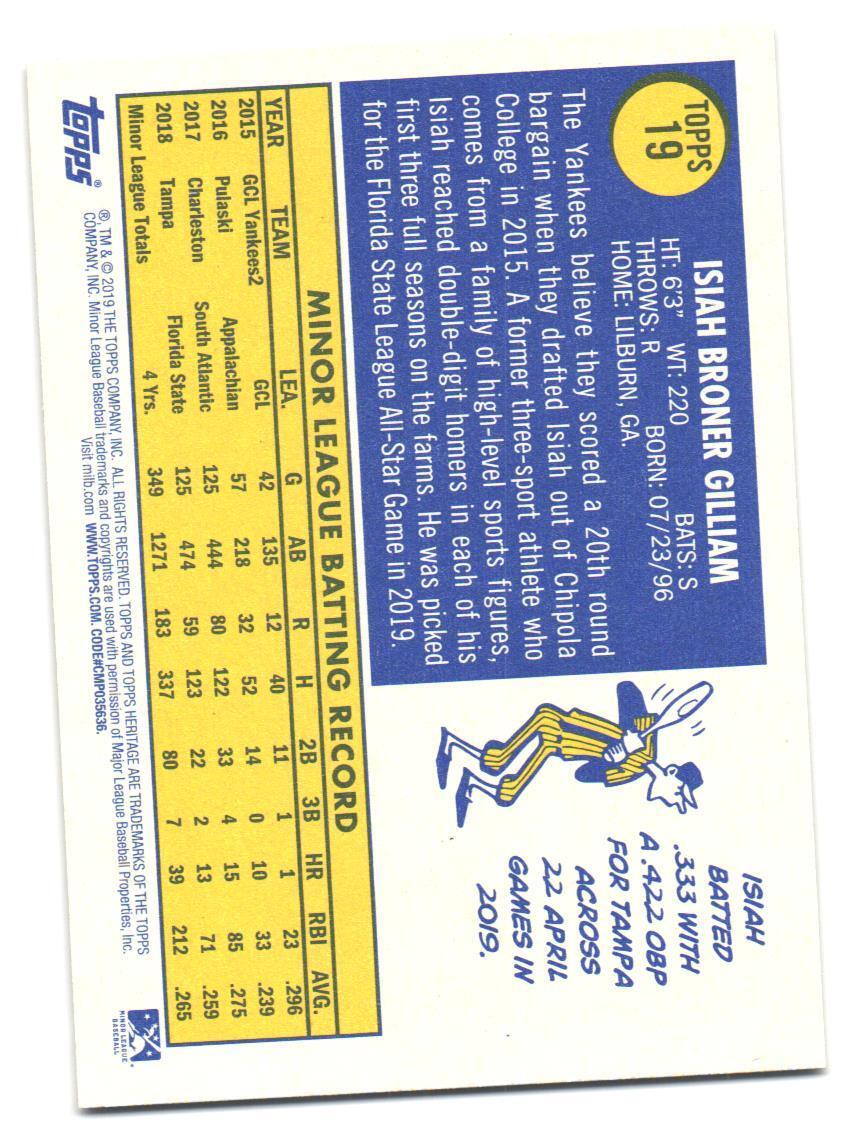 TOPPS
19
ISIAH BRONER GILLIAM
HT: 6'3" WT: 220 BATS: S
THROWS: R BORN: 07/23/96
HOME: LILBURN, GA.
The Yankees believe they scored a 20th round
bargain when they drafted Isiah out of Chipola
College in 2015. A former three-sport athlete who
comes from a family of high-level sports figures,
Isiah reached double-digit homers in each of his
first three full seasons on the farms. He was picked
for the Florida State League All-Star Game in 2019.
ISIAH
BATTED
.333 WITH
A .422 OBP
FOR TAMPA
ACROSS
22 APRIL
GAMES IN
2019.
MINOR LEAGUE BATTING RECORD
YEAR TEAM LEA. G AB R H 2B 3B HR RBI AVG.
2015 GCL Yankees2 GCL 42 135 12 40 11 1 1 23 .296
2016 Pulaski Appalachian 57 218 32 52 14 0 10 33 .239
2017 Charleston South Atlantic 125 444 80 122 33 4 15 85 .275
2018 Tampa Florida State 125 474 59 123 22 2 13 71 .259
Minor League Totals 4 Yrs. 349 1271 183 337 80 7 39 212 .265
topps®
®, TM & © 2019 THE TOPPS COMPANY, INC. ALL RIGHTS RESERVED. TOPPS AND TOPPS HERITAGE ARE TRADEMARKS OF THE TOPPS
COMPANY, INC. Minor League Baseball trademarks and copyrights are used with permission of Major League Baseball Properties, Inc.
Visit milb.com WWW.TOPPS.COM. CODE#CMP035636.
MINOR LEAGUE
BASEBALL